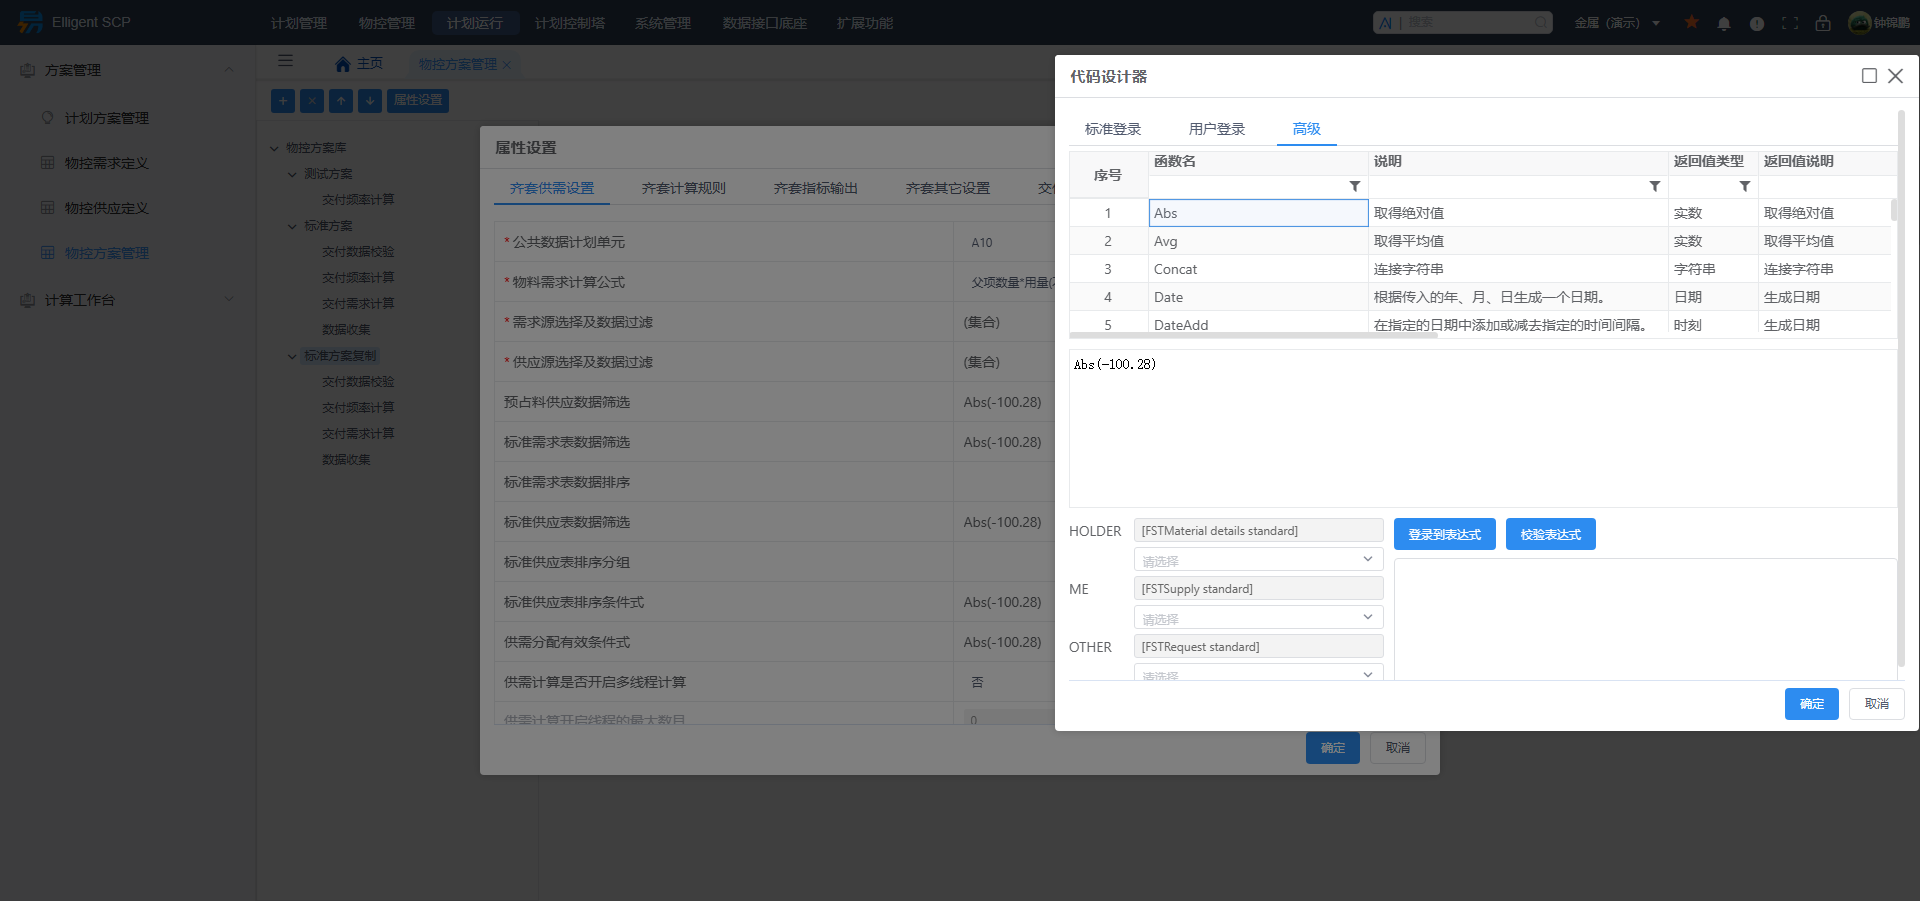 Elligent SCP
计划管理
物控管理
计划运行
计划控制塔
系统管理
数据接口底座
扩展功能
AI | 搜索
金属（演示）
钟锦鹏
方案管理
计划方案管理
物控需求定义
物控供应定义
物控方案管理
计算工作台
主页
物控方案管理
属性设置
物控方案库
测试方案
交付频率计算
标准方案
交付数据校验
交付频率计算
交付需求计算
数据收集
标准方案复制
交付数据校验
交付频率计算
交付需求计算
数据收集
属性设置
齐套供需设置
齐套计算规则
齐套指标输出
齐套其它设置
*公共数据计划单元 A10
*物料需求计算公式 父项数量*用量(
*需求源选择及数据过滤 (集合)
*供应源选择及数据过滤 (集合)
预占料供应数据筛选 Abs(-100.28)
标准需求表数据筛选 Abs(-100.28)
标准需求表数据排序
标准供应表数据筛选 Abs(-100.28)
标准供应表排序分组
标准供应表排序条件式 Abs(-100.28)
供需分配有效条件式 Abs(-100.28)
供需计算是否开启多线程计算 否
供需计算开启线程的最大数目 0
确定 取消
代码设计器
标准登录 用户登录 高级
序号 函数名 说明 返回值类型 返回值说明
1 Abs 取得绝对值 实数 取得绝对值
2 Avg 取得平均值 实数 取得平均值
3 Concat 连接字符串 字符串 连接字符串
4 Date 根据传入的年、月、日生成一个日期。 日期 生成日期
5 DateAdd 在指定的日期中添加或减去指定的时间间隔。 时刻 生成日期
Abs(-100.28)
HOLDER [FSTMaterial details standard]
请选择
ME [FSTSupply standard]
请选择
OTHER [FSTRequest standard]
请选择
登录到表达式 校验表达式
确定 取消